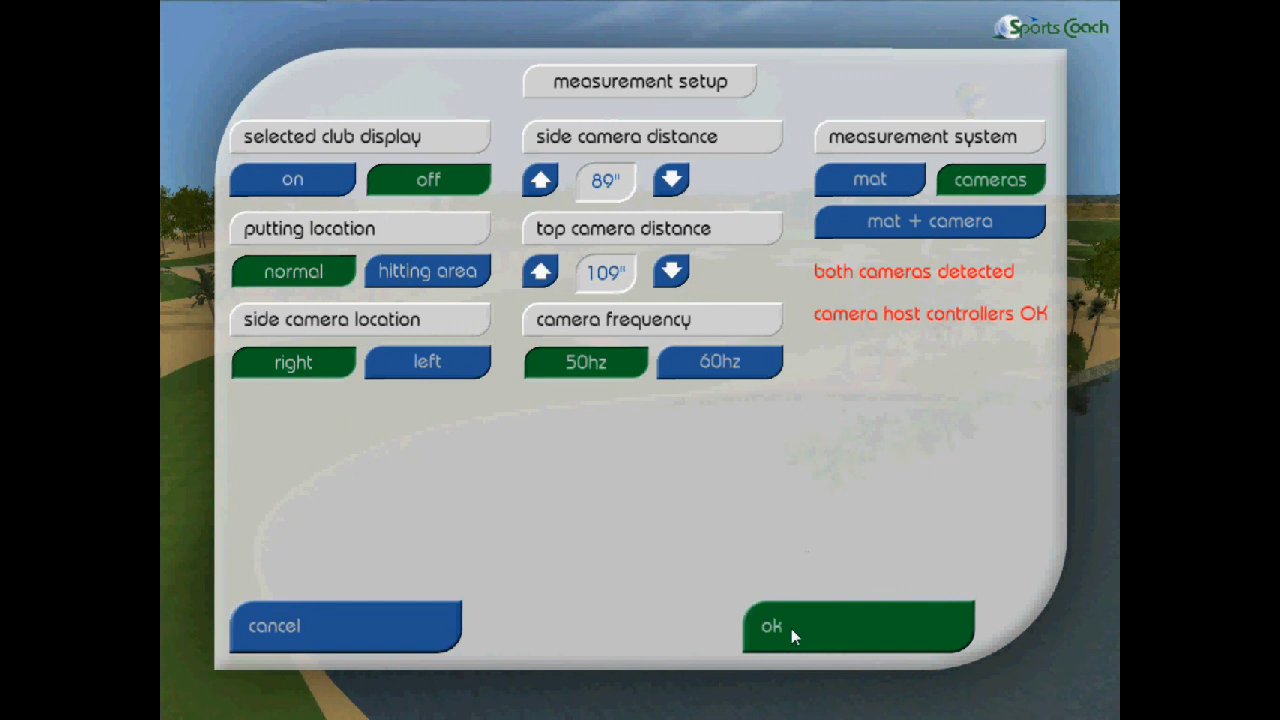 Sports Coach
measurement setup
selected club display
on off
putting location
normal hitting area
side camera location
right left
side camera distance
89"
top camera distance
109"
camera frequency
50hz 60hz
measurement system
mat cameras
mat + camera
both cameras detected
camera host controllers OK
cancel
ok